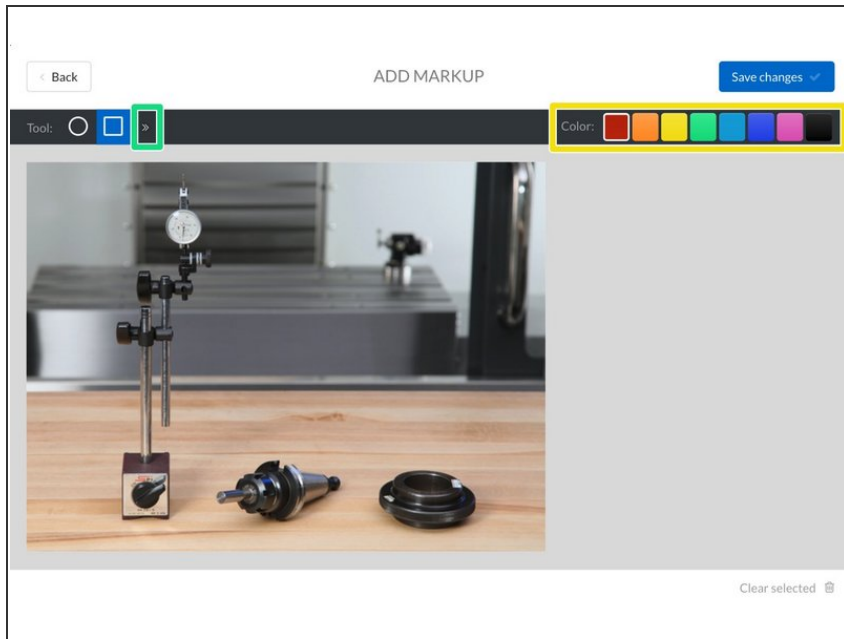 ‹ Back
ADD MARKUP
Save changes ✓
Tool:
»
Color:
Clear selected